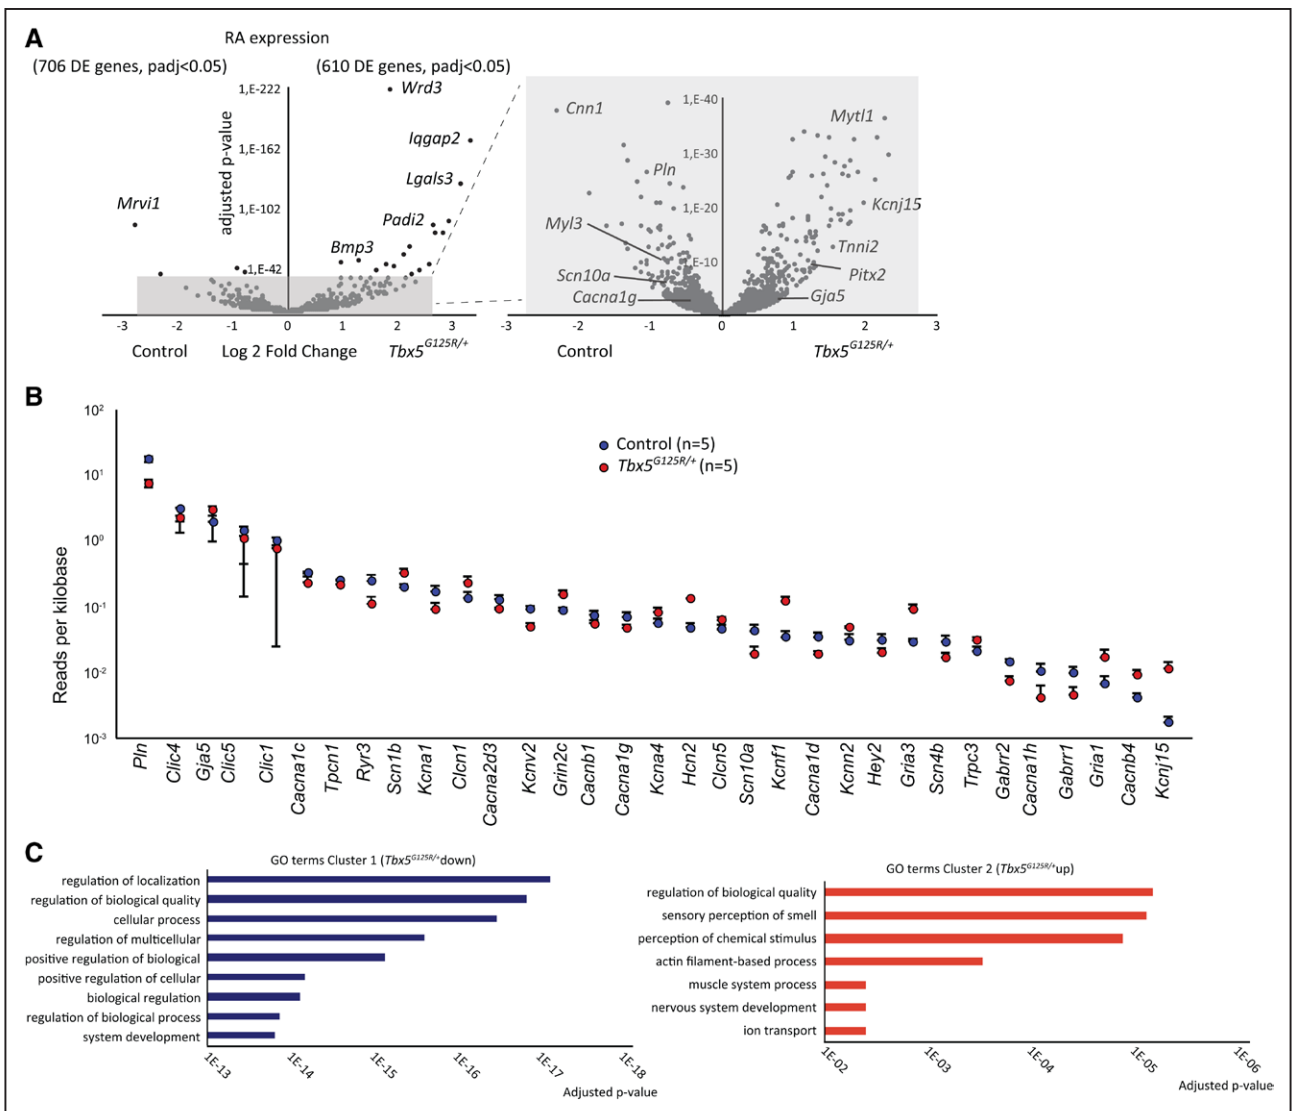 A
RA expression
(706 DE genes, padj<0.05)
(610 DE genes, padj<0.05)
adjusted p-value
1,E-222
1,E-162
1,E-102
1,E-42
Wrd3
Iqgap2
Lgals3
Padi2
Bmp3
Mrvi1
-3 -2 -1 0 1 2 3
Control
Log 2 Fold Change
Tbx5G125R/+
1,E-40
1,E-30
1,E-20
E-10
Cnn1
Mytl1
Pln
Kcnj15
Myl3
Tnni2
Scn10a
Pitx2
Cacna1g
Gja5
-3 -2 -1 0 1 2 3
Control
Tbx5G125R/+
B
Reads per kilobase
10²
10¹
10⁰
10⁻¹
10⁻²
10⁻³
Control (n=5)
Tbx5G125R/+ (n=5)
Pln
Clic4
Gja5
Clic5
Clic1
Cacna1c
Tpcn1
Ryr3
Scn1b
Kcna1
Clcn1
Cacna2d3
Kcnv2
Grin2c
Cacnb1
Cacna1g
Kcna4
Hcn2
Clcn5
Scn10a
Kcnf1
Cacna1d
Kcnn2
Hey2
Gria3
Scn4b
Trpc3
Gabrr2
Cacna1h
Gabrr1
Gria1
Cacnb4
Kcnj15
C
GO terms Cluster 1 (Tbx5G125R/+down)
regulation of localization
regulation of biological quality
cellular process
regulation of multicellular
positive regulation of biological
positive regulation of cellular
biological regulation
regulation of biological process
system development
1E-13
1E-14
1E-15
1E-16
1E-17
1E-18
Adjusted p-value
GO terms Cluster 2 (Tbx5G125R/+up)
regulation of biological quality
sensory perception of smell
perception of chemical stimulus
actin filament-based process
muscle system process
nervous system development
ion transport
1E-02
1E-03
1E-04
1E-05
1E-06
Adjusted p-value